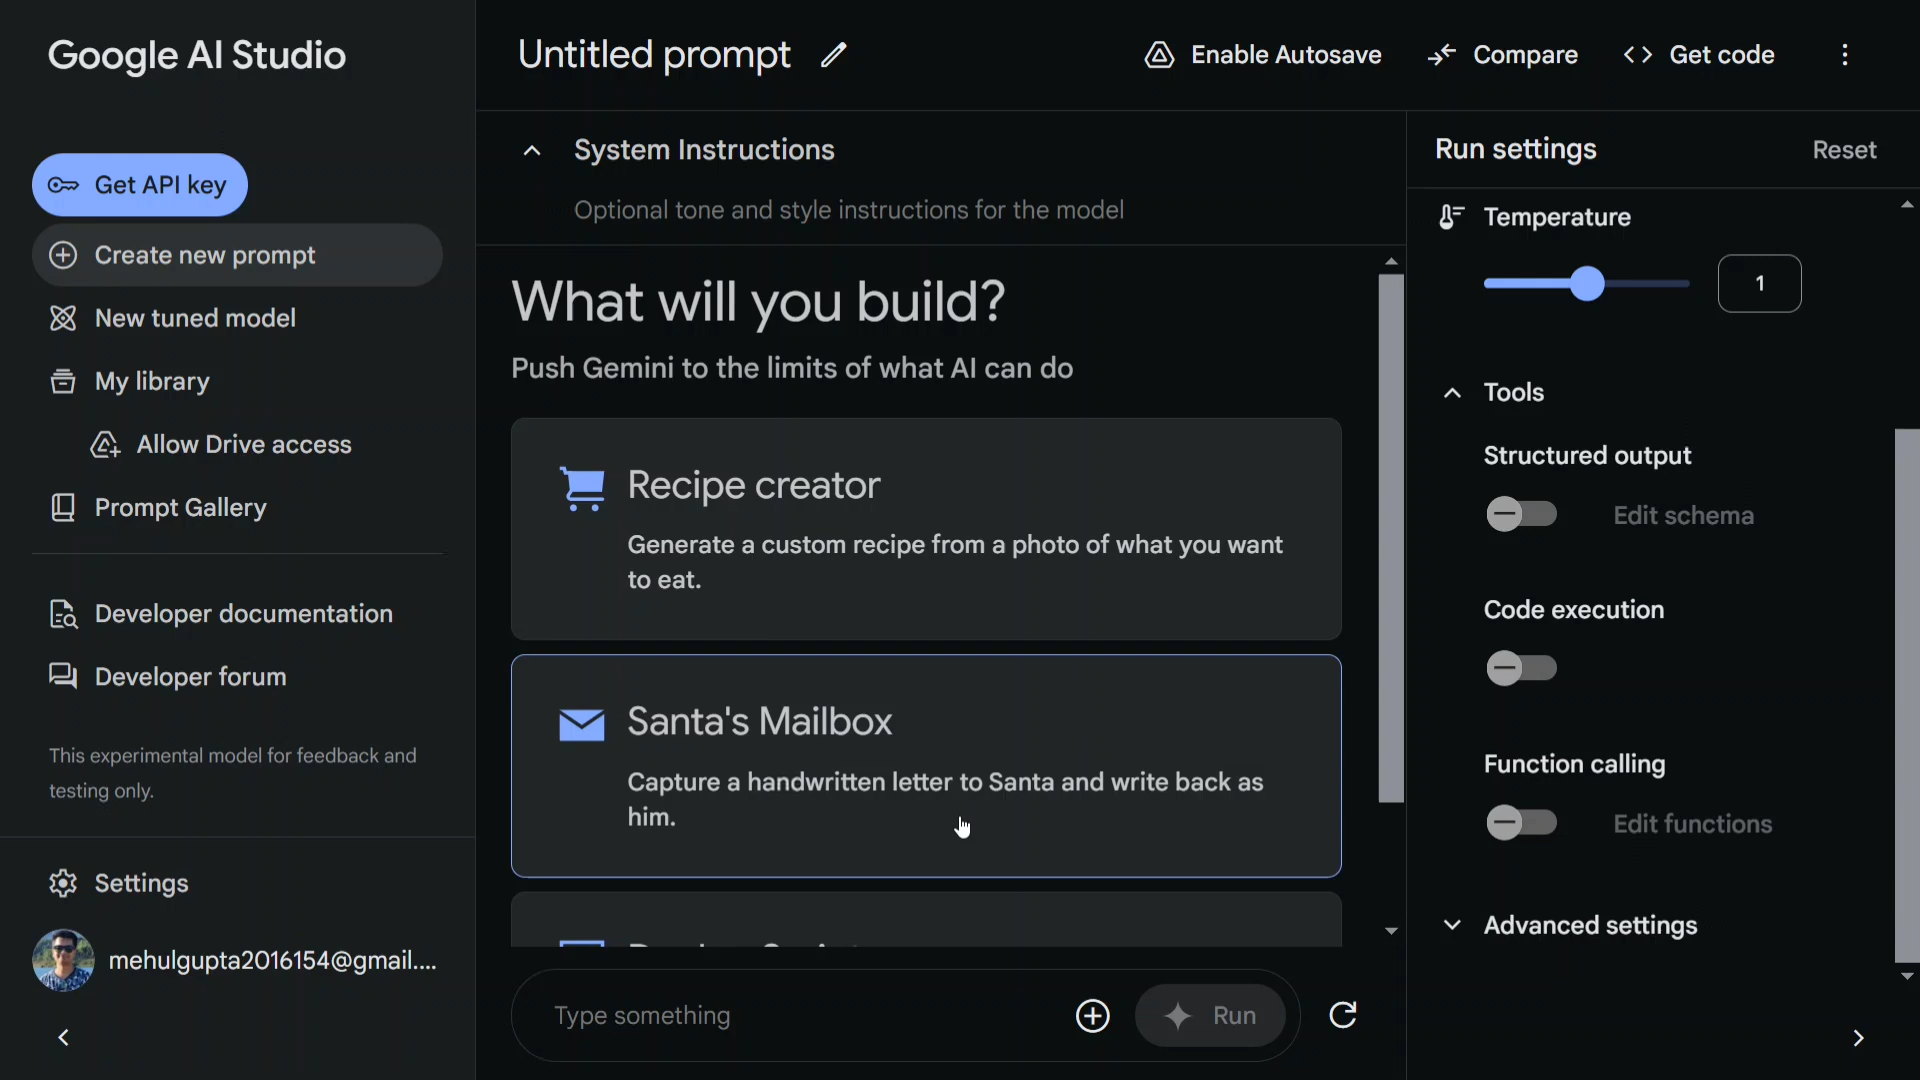 Google AI Studio
Get API key
Create new prompt
New tuned model
My library
Allow Drive access
Prompt Gallery
Developer documentation
Developer forum
This experimental model for feedback and
testing only.
Settings
mehulgupta2016154@gmail....
Untitled prompt
Enable Autosave
Compare
Get code
System Instructions
Optional tone and style instructions for the model
What will you build?
Push Gemini to the limits of what AI can do
Recipe creator
Generate a custom recipe from a photo of what you want
to eat.
Santa's Mailbox
Capture a handwritten letter to Santa and write back as
him.
Type something
Run
Run settings
Reset
Temperature
1
Tools
Structured output
Edit schema
Code execution
Function calling
Edit functions
Advanced settings